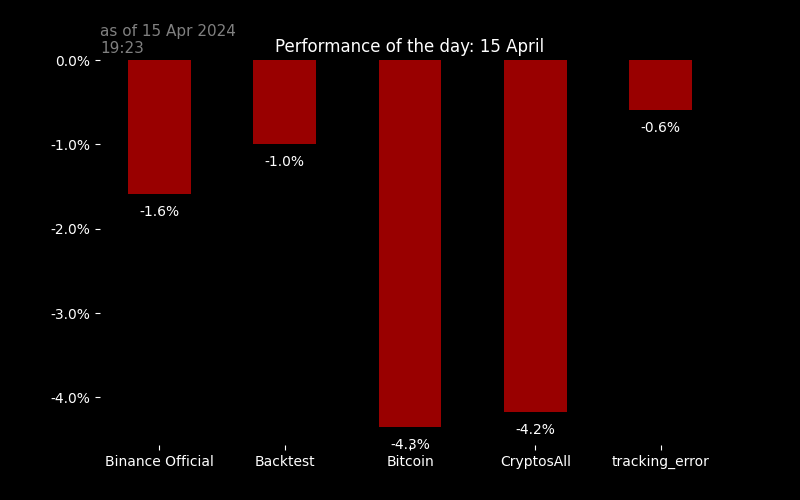 as of 15 Apr 2024
19:23
Performance of the day: 15 April
0.0%
-1.0%
-2.0%
-3.0%
-4.0%
-1.6%
-1.0%
-4.3%
-4.2%
-0.6%
Binance Official
Backtest
Bitcoin
CryptosAll
tracking_error